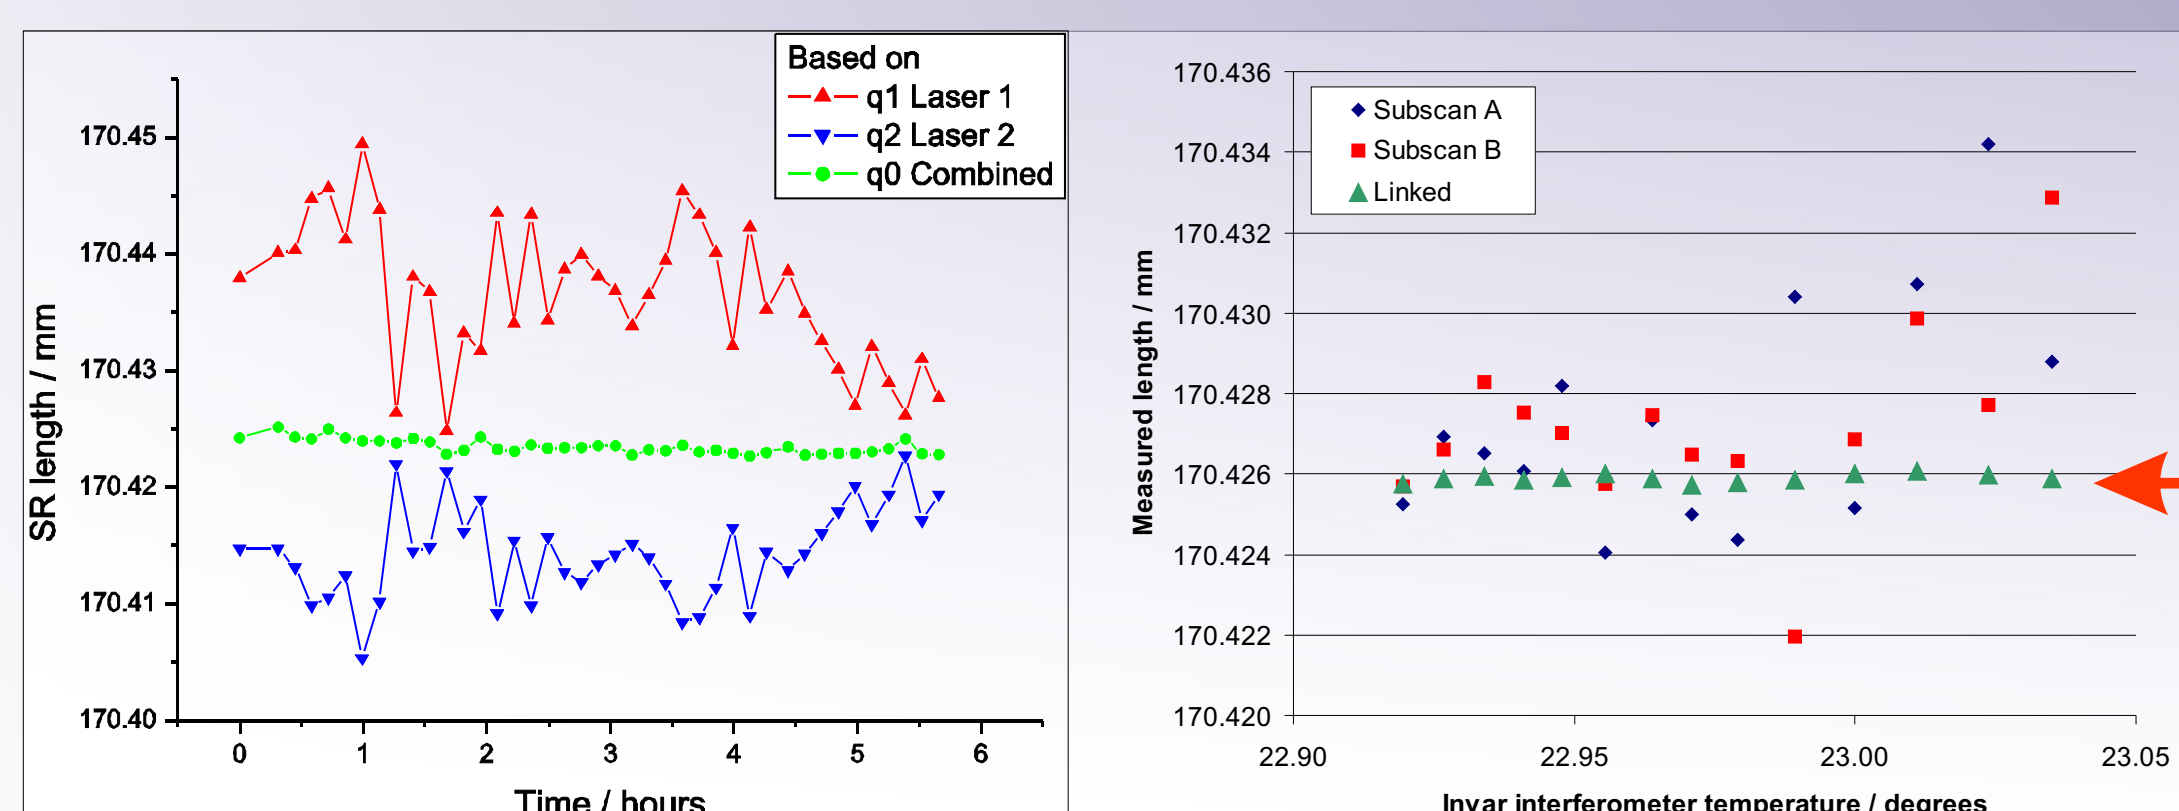 Based on
q1 Laser 1
q2 Laser 2
q0 Combined
170.45
170.44
170.43
170.42
170.41
170.40
SR length / mm
0 1 2 3 4 5 6
Time / hours
170.436
170.434
170.432
170.430
170.428
170.426
170.424
170.422
170.420
Subscan A
Subscan B
Linked
Measured length / mm
22.90 22.95 23.00 23.05
Invar interferometer temperature / degrees